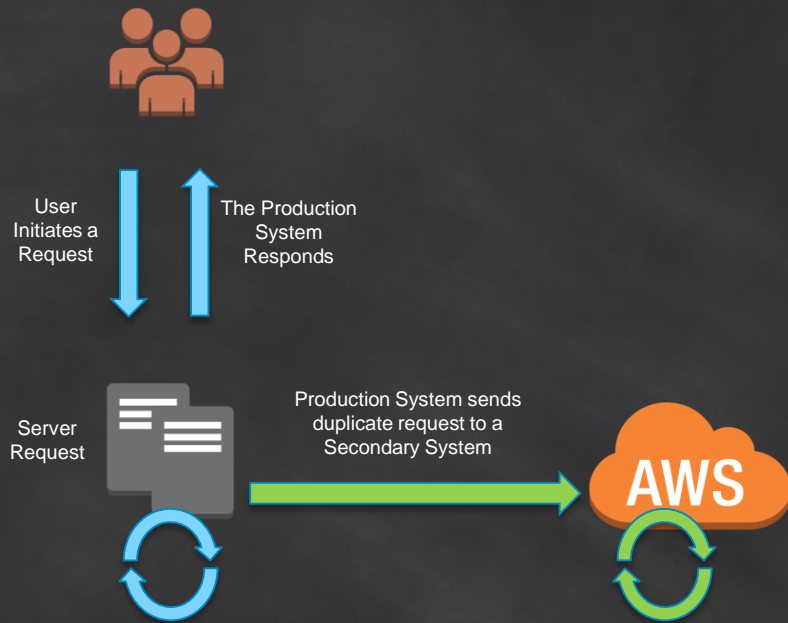 User
Initiates a
Request
The Production
System
Responds
Server
Request
Production System sends
duplicate request to a
Secondary System
AWS